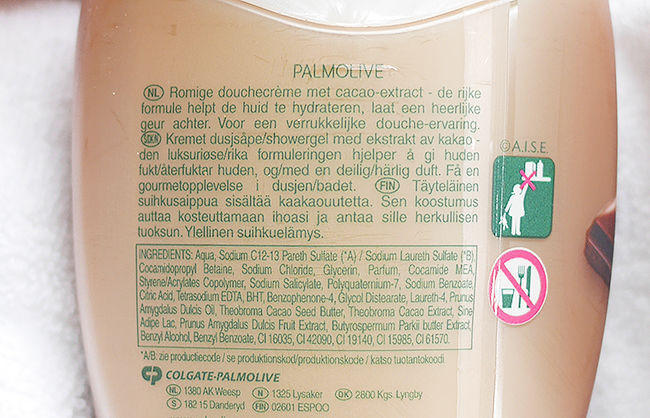 PALMOLIVE
NL Romige douchecrème met cacao-extract - de rijke
formule helpt de huid te hydrateren, laat een heerlijke
geur achter. Voor een verrukkelijke douche-ervaring.
Kremet dusjsåpe/showergel med ekstrakt av kakao -
den luksuriøse/rika formuleringen hjelper å gi huden
fukt/återfuktar huden, og/med en deilig/härlig duft. Få en
gourmetopplevelse i dusjen/badet. FIN Täyteläinen
suihkusaippua sisältää kaakaouutetta. Sen koostumus
auttaa kosteuttamaan ihoasi ja antaa sille herkullisen
tuoksun. Ylellinen suihkuelämys.
©A.I.S.E.
INGREDIENTS: Aqua, Sodium C12-13 Pareth Sulfate (*A) / Sodium Laureth Sulfate (*B),
Cocamidopropyl Betaine, Sodium Chloride, Glycerin, Parfum, Cocamide MEA,
Styrene/Acrylates Copolymer, Sodium Salicylate, Polyquaternium-7, Sodium Benzoate,
Citric Acid, Tetrasodium EDTA, BHT, Benzophenone-4, Glycol Distearate, Laureth-4, Prunus
Amygdalus Dulcis Oil, Theobroma Cacao Seed Butter, Theobroma Cacao Extract, Sine
Adipe Lac, Prunus Amygdalus Dulcis Fruit Extract, Butyrospermum Parkii butter Extract,
Benzyl Alcohol, Benzyl Benzoate, CI 16035, CI 42090, CI 19140, CI 15985, CI 61570.
*A/B: zie productiecode / se produktionskod/produktionskode / katso tuotantokoodi
COLGATE-PALMOLIVE
NL 1380 AK Weesp N 1325 Lysaker DK 2800 Kgs. Lyngby
S 182 15 Danderyd FIN 02601 ESPOO